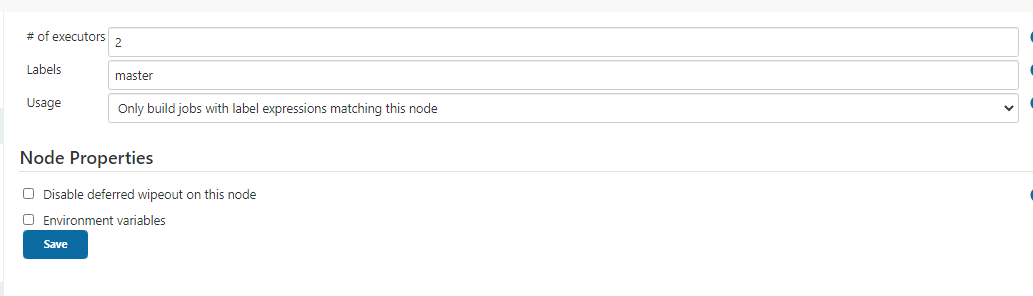 # of executors 2
Labels master
Usage Only build jobs with label expressions matching this node
Node Properties
Disable deferred wipeout on this node
Environment variables
Save